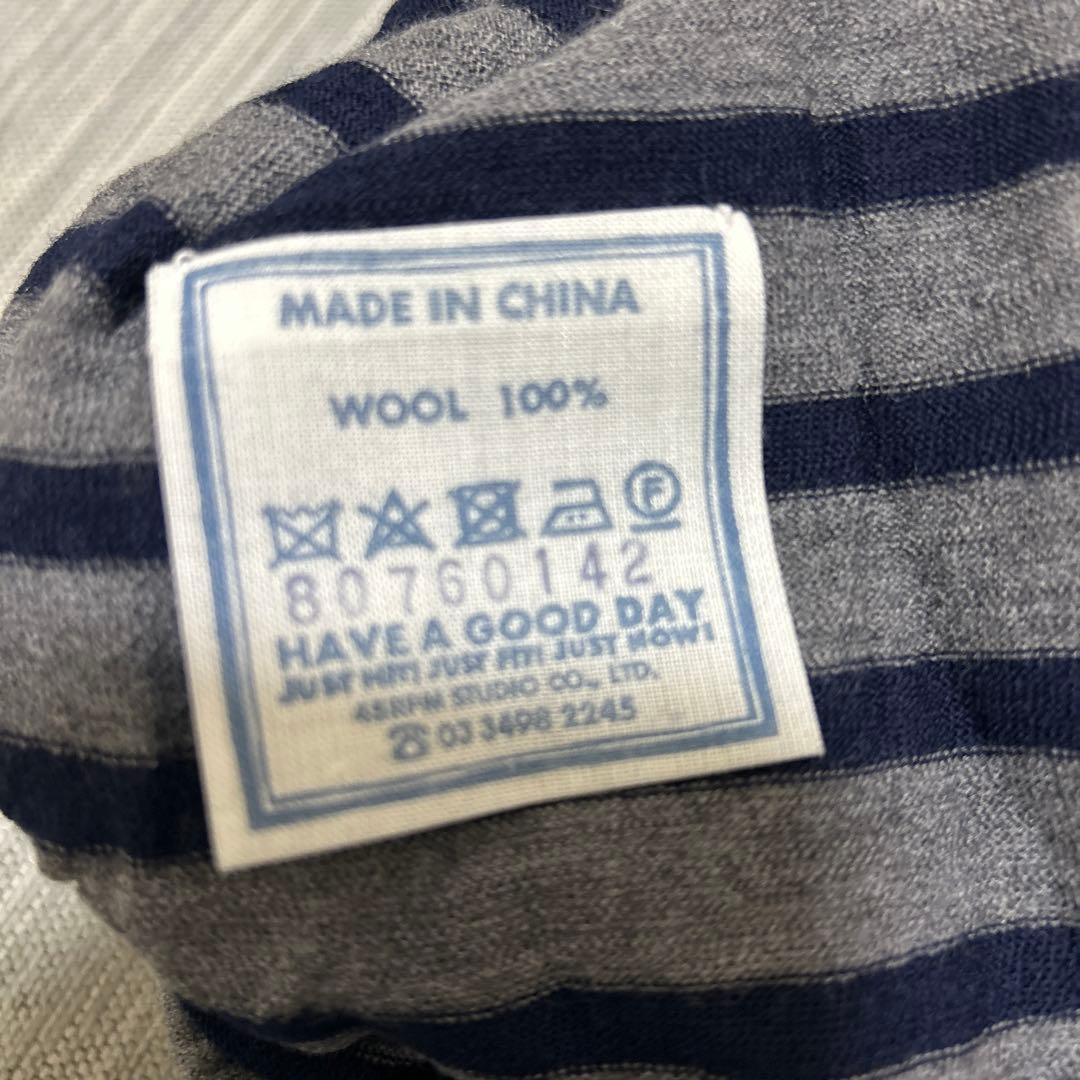 MADE IN CHINA
WOOL 100%
F
80760142
HAVE A GOOD DAY
JUST HIT! JUST FIT! JUST NOW!
45RPM STUDIO CO., LTD.
☎ 03 3498 2245